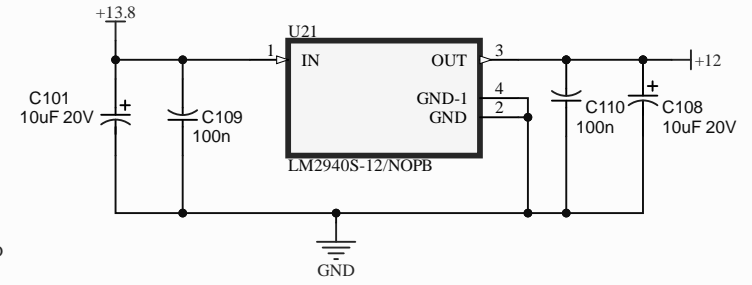 +13.8
U21
1
IN
OUT
3
+12
C101
10uF 20V
+
C109
100n
GND-1
4
GND
2
C110
100n
+
C108
10uF 20V
LM2940S-12/NOPB
GND